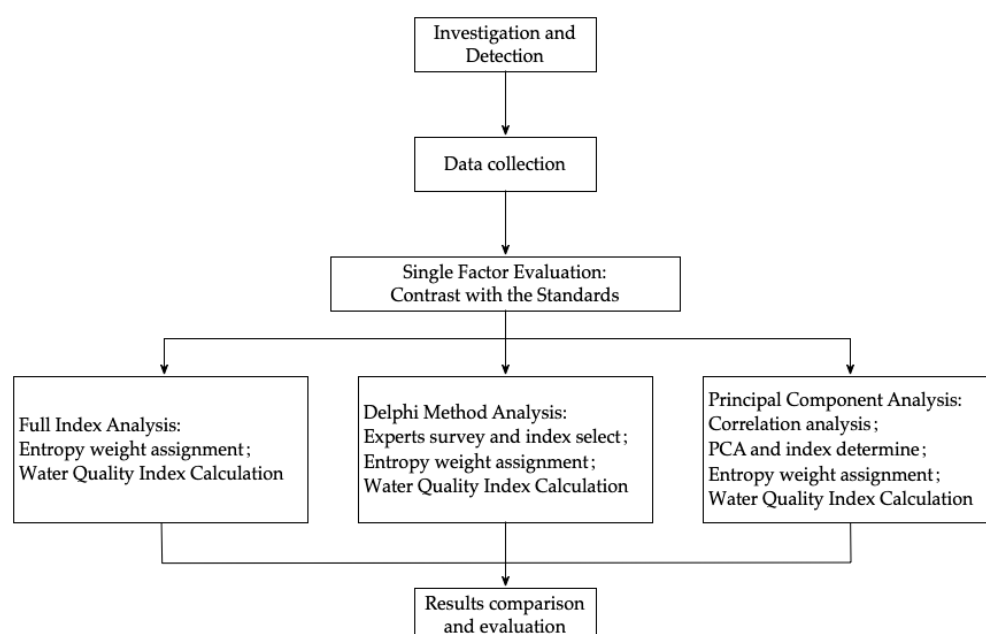 Investigation and
Detection
Data collection
Single Factor Evaluation:
Contrast with the Standards
Full Index Analysis:
Entropy weight assignment;
Water Quality Index Calculation
Delphi Method Analysis:
Experts survey and index select;
Entropy weight assignment;
Water Quality Index Calculation
Principal Component Analysis:
Correlation analysis;
PCA and index determine;
Entropy weight assignment;
Water Quality Index Calculation
Results comparison
and evaluation